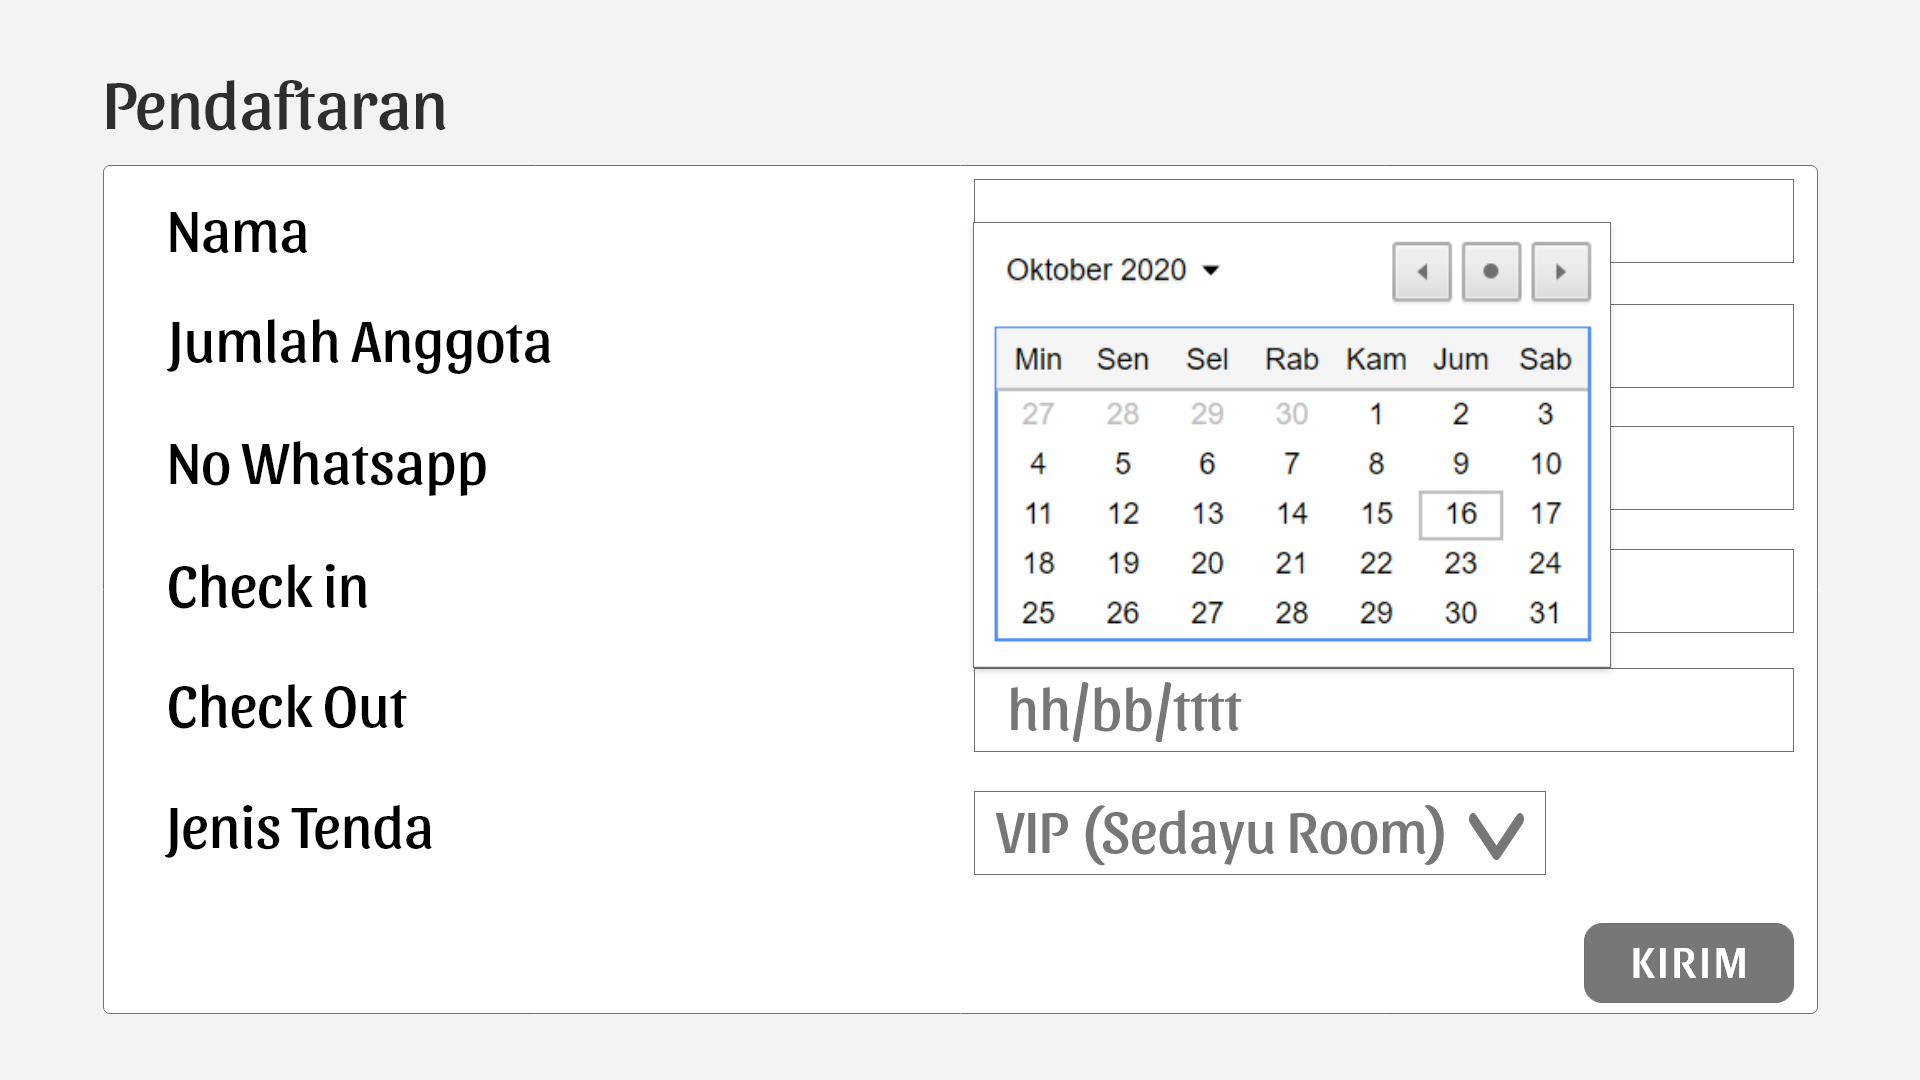 Pendaftaran
Nama
Oktober 2020
Jumlah Anggota
Min Sen Sel Rab Kam Jum Sab
27 28 29 30 1 2 3
No Whatsapp
4 5 6 7 8 9 10
11 12 13 14 15 16 17
Check in
18 19 20 21 22 23 24
25 26 27 28 29 30 31
Check Out
hh/bb/tttt
Jenis Tenda
VIP (Sedayu Room)
KIRIM